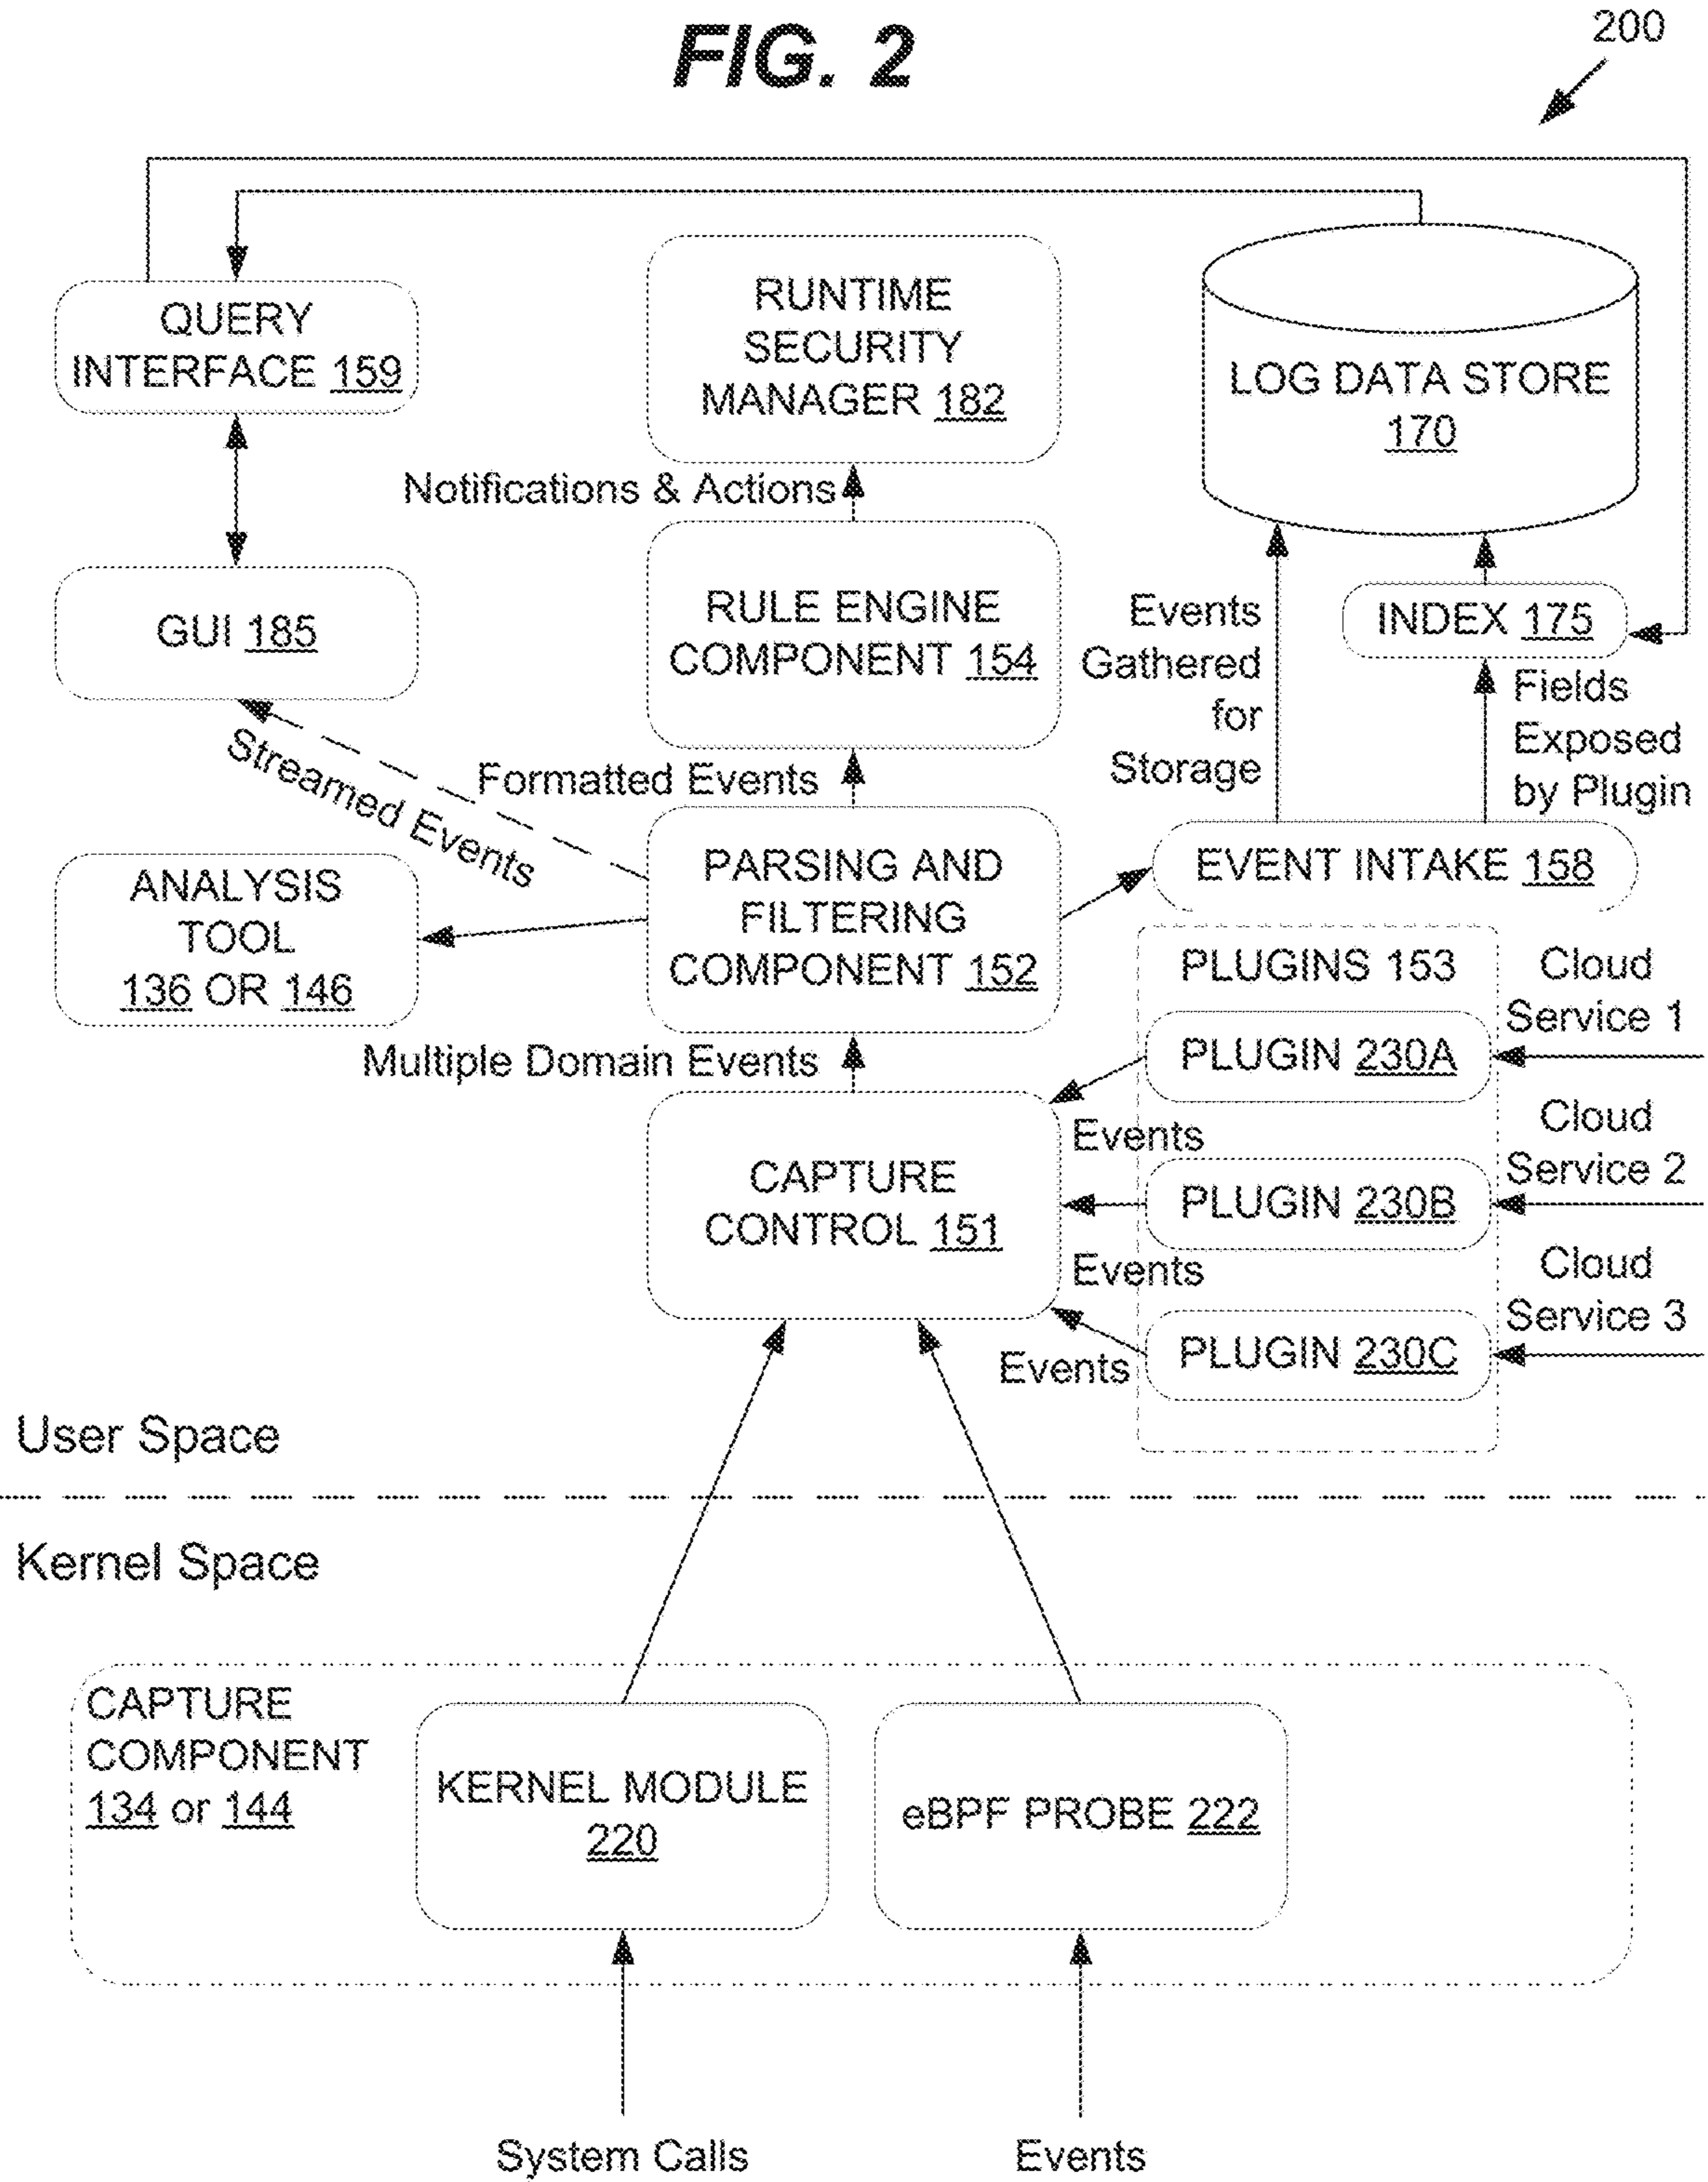 FIG. 2
200
QUERY
INTERFACE 159
RUNTIME
SECURITY
MANAGER 182
LOG DATA STORE
170
Notifications & Actions
GUI 185
RULE ENGINE
COMPONENT 154
Events
Gathered
for
Storage
INDEX 175
Fields
Exposed
by Plugin
Streamed Events
Formatted Events
ANALYSIS
TOOL
136 OR 146
PARSING AND
FILTERING
COMPONENT 152
EVENT INTAKE 158
Multiple Domain Events
PLUGINS 153
Cloud
Service 1
PLUGIN 230A
Events
CAPTURE
CONTROL 151
Cloud
Service 2
PLUGIN 230B
Events
Cloud
Service 3
PLUGIN 230C
Events
User Space
Kernel Space
CAPTURE
COMPONENT
134 or 144
KERNEL MODULE
220
eBPF PROBE 222
System Calls
Events